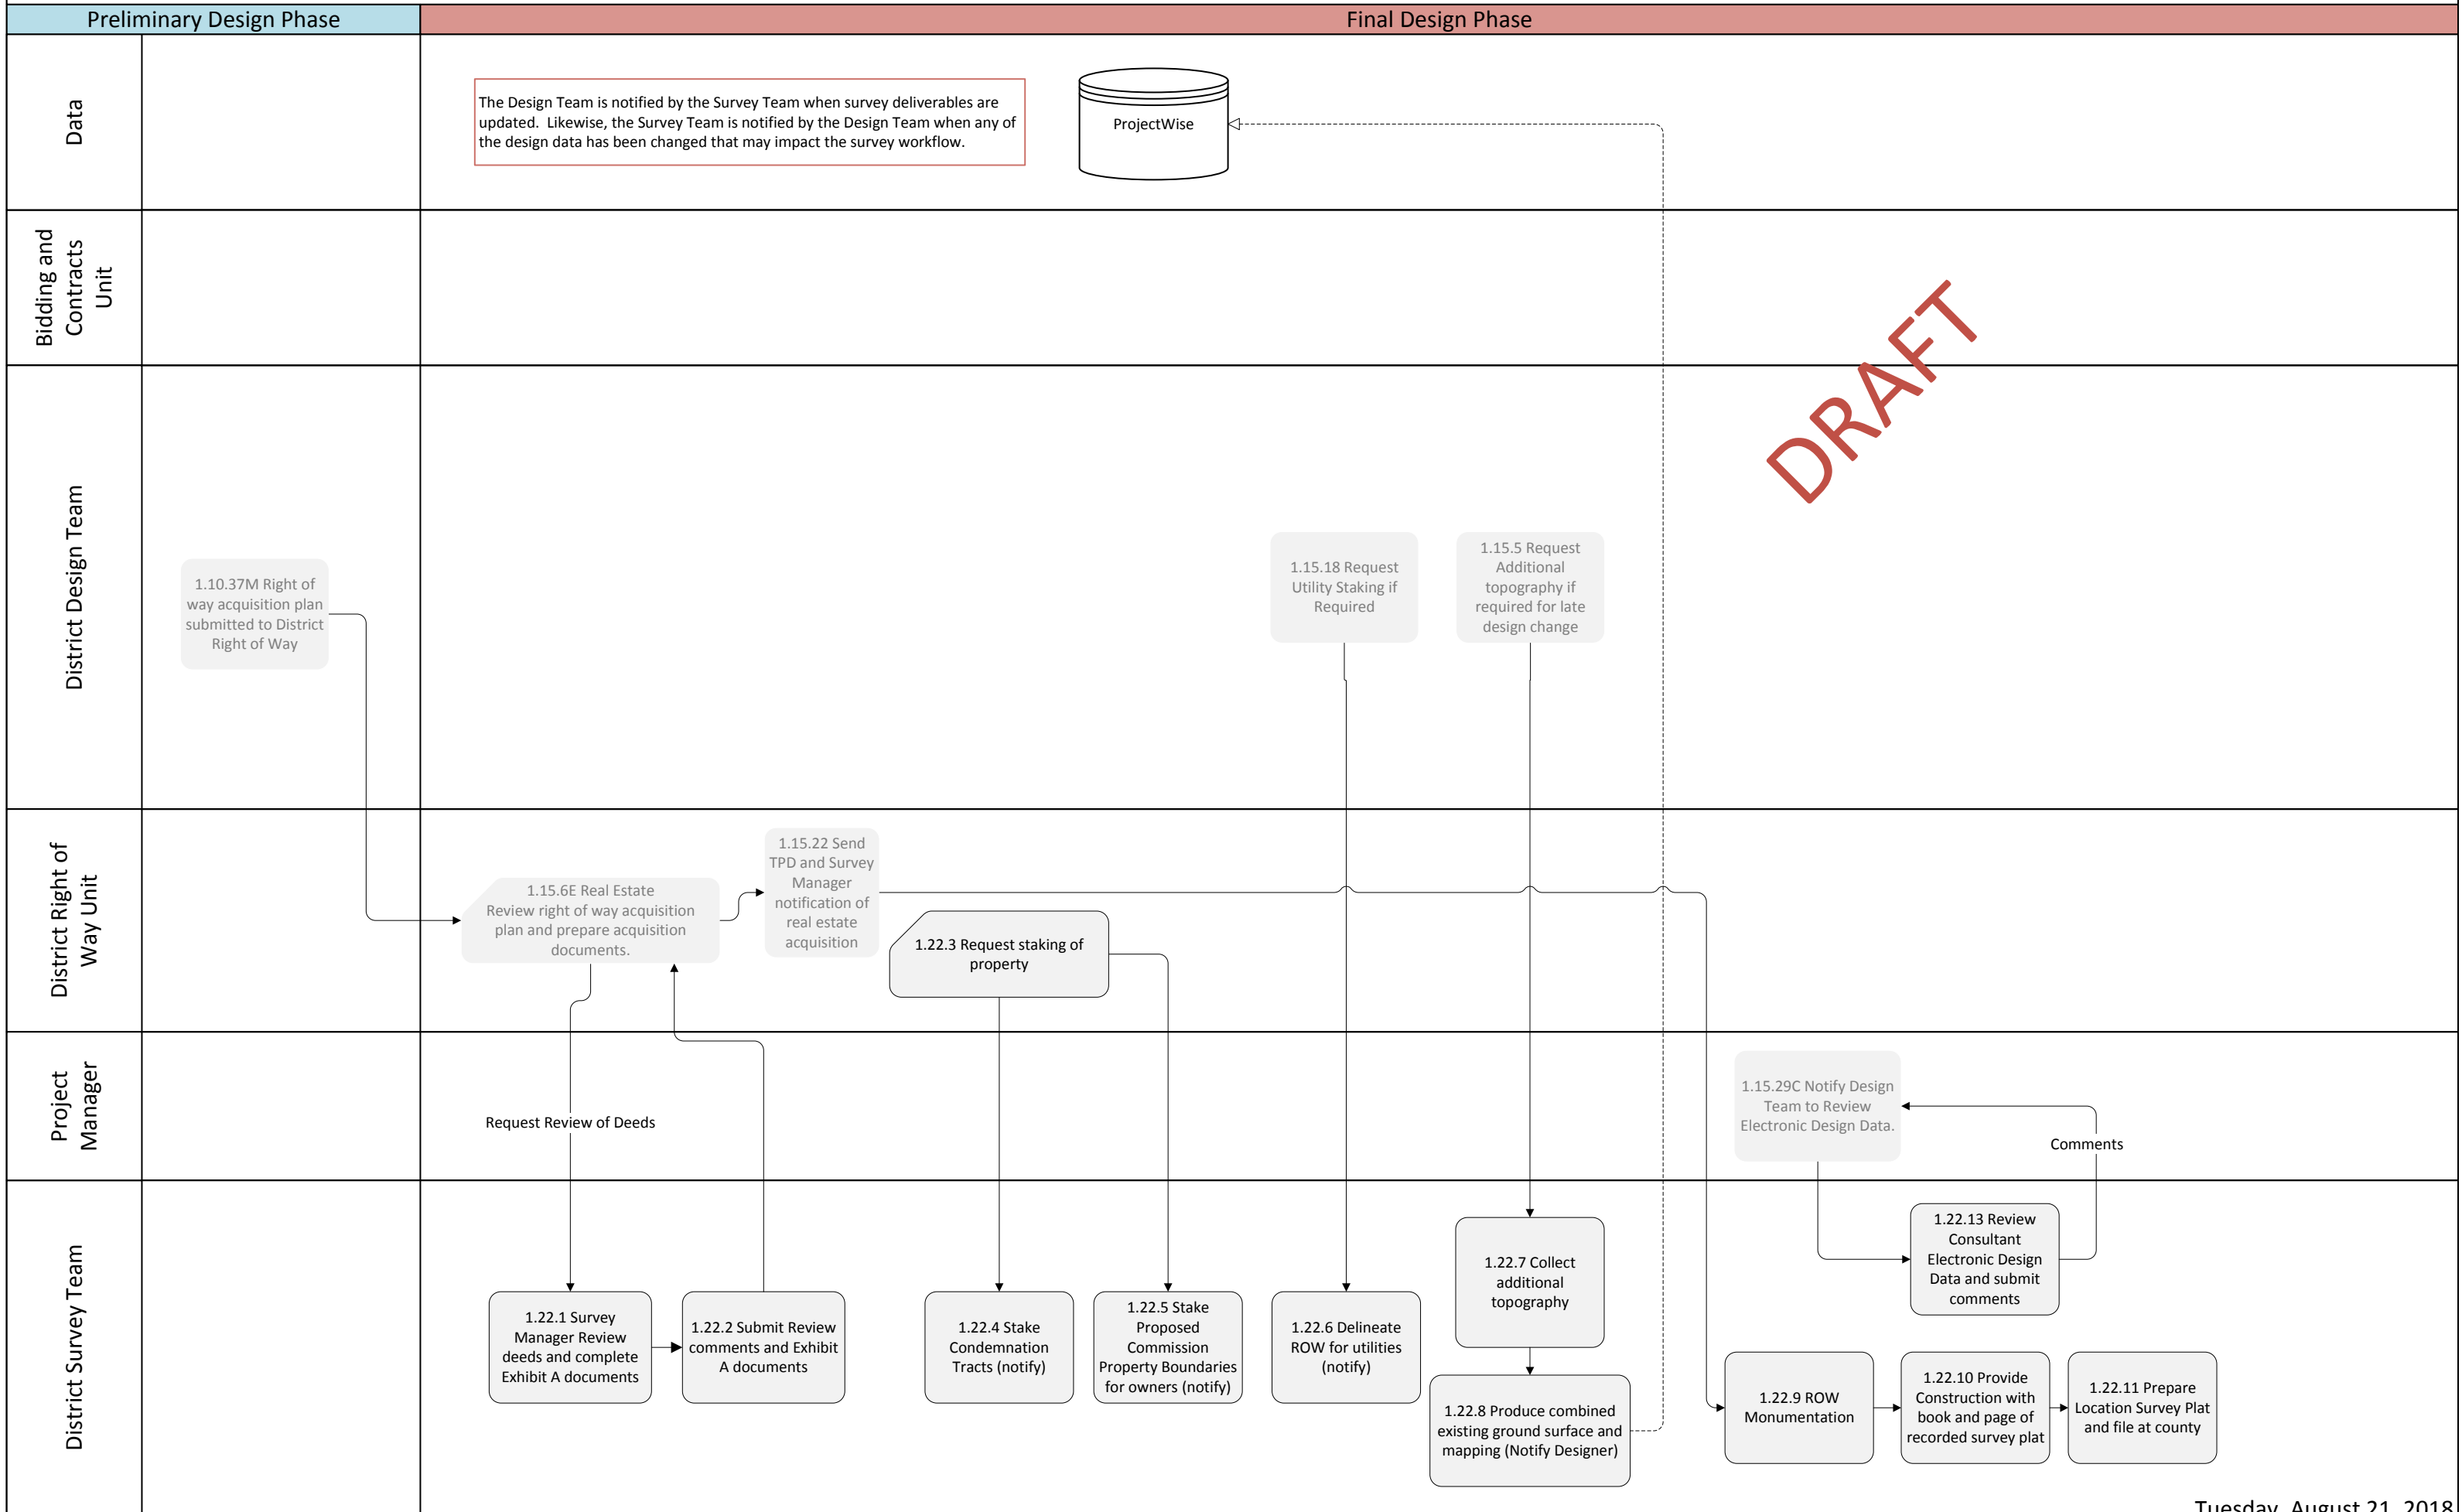 Preliminary Design Phase
Final Design Phase
Data
The Design Team is notified by the Survey Team when survey deliverables are
updated.  Likewise, the Survey Team is notified by the Design Team when any of
the design data has been changed that may impact the survey workflow.
ProjectWise
Bidding and
Contracts
Unit
DRAFT
District Design Team
1.10.37M Right of
way acquisition plan
submitted to District
Right of Way
1.15.18 Request
Utility Staking if
Required
1.15.5 Request
Additional
topography if
required for late
design change
District Right of
Way Unit
1.15.6E Real Estate
Review right of way acquisition
plan and prepare acquisition
documents.
1.15.22 Send
TPD and Survey
Manager
notification of
real estate
acquisition
1.22.3 Request staking of
property
Project
Manager
Request Review of Deeds
1.15.29C Notify Design
Team to Review
Electronic Design Data.
Comments
District Survey Team
1.22.1 Survey
Manager Review
deeds and complete
Exhibit A documents
1.22.2 Submit Review
comments and Exhibit
A documents
1.22.4 Stake
Condemnation
Tracts (notify)
1.22.5 Stake
Proposed
Commission
Property Boundaries
for owners (notify)
1.22.6 Delineate
ROW for utilities
(notify)
1.22.7 Collect
additional
topography
1.22.8 Produce combined
existing ground surface and
mapping (Notify Designer)
1.22.13 Review
Consultant
Electronic Design
Data and submit
comments
1.22.9 ROW
Monumentation
1.22.10 Provide
Construction with
book and page of
recorded survey plat
1.22.11 Prepare
Location Survey Plat
and file at county
Tuesday, August 21, 2018